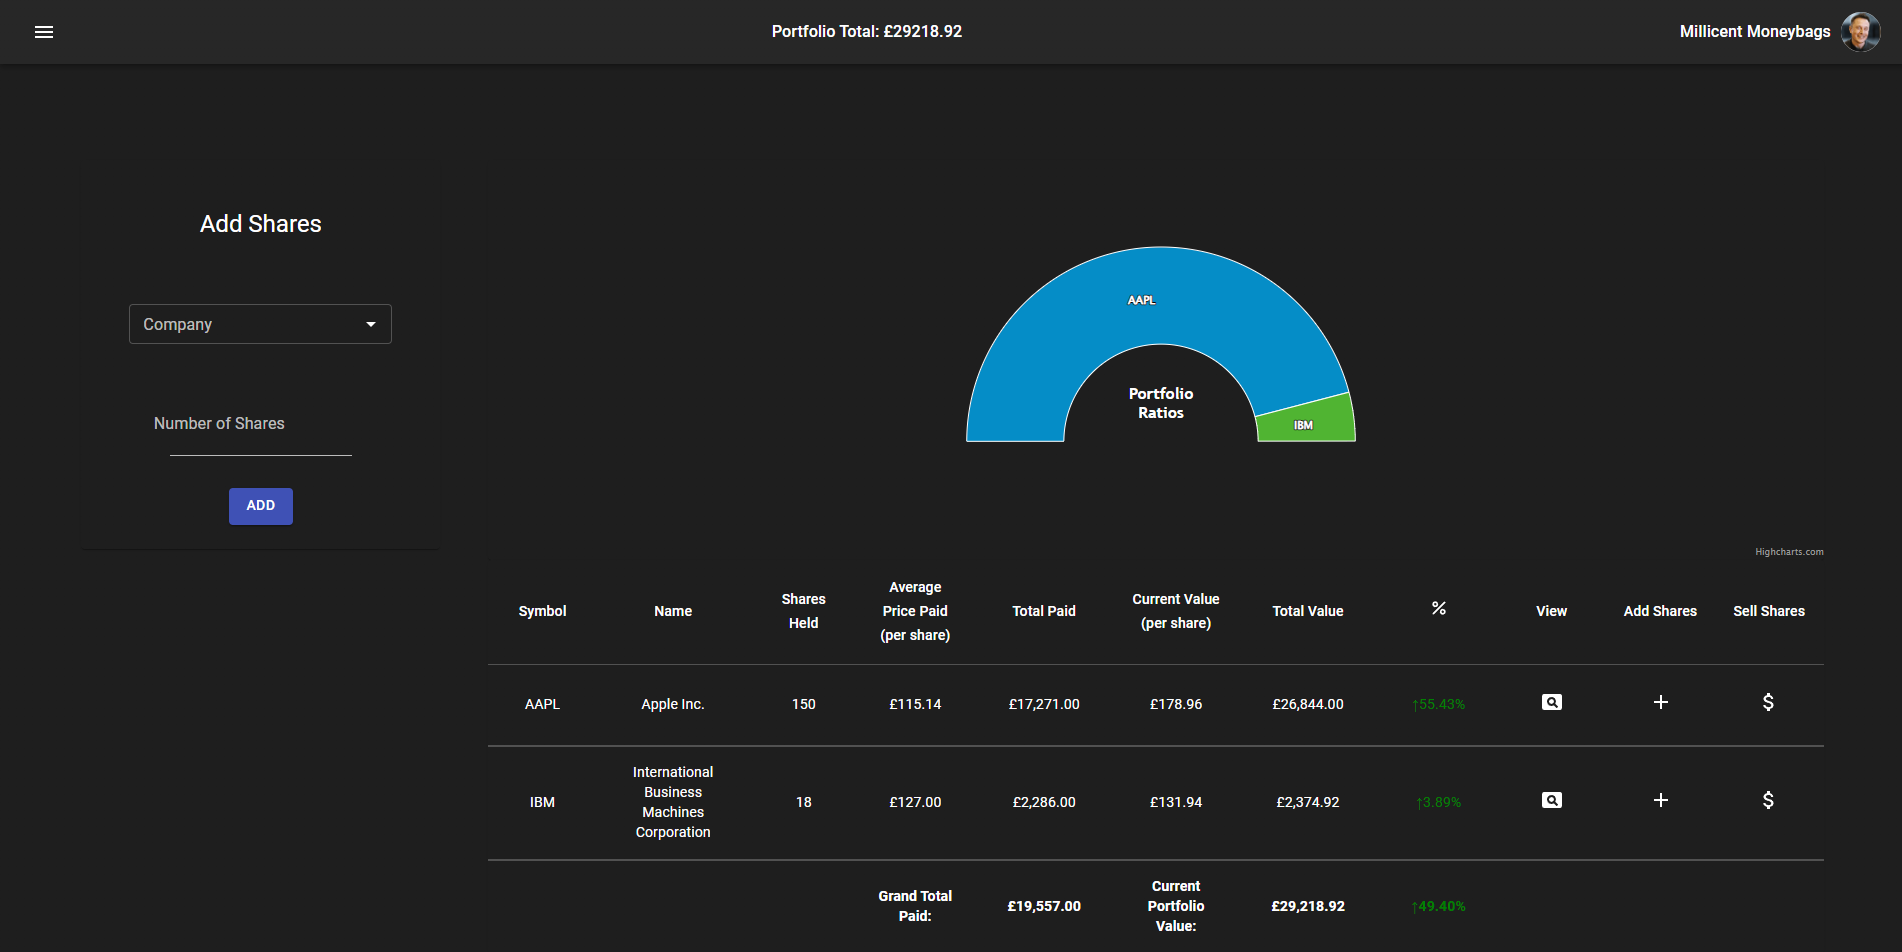 Portfolio Total: £29218.92
Millicent Moneybags
Add Shares
Company
Number of Shares
ADD
AAPL
IBM
Portfolio
Ratios
Highcharts.com
Symbol Name Shares Held Average Price Paid (per share) Total Paid Current Value (per share) Total Value % View Add Shares Sell Shares
AAPL Apple Inc. 150 £115.14 £17,271.00 £178.96 £26,844.00 ↑55.43% $
IBM International Business Machines Corporation 18 £127.00 £2,286.00 £131.94 £2,374.92 ↑3.89% $
Grand Total Paid: £19,557.00 Current Portfolio Value: £29,218.92 ↑49.40%